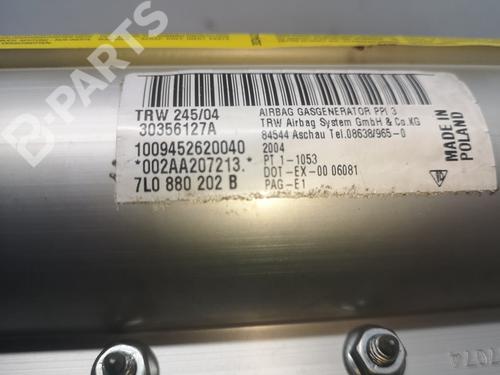 TRW 245/04
30356127A
1009452620040
*002AA207213.*
7L0 880 202 B
AIRBAG GASGENERATOR PPI 3
TRW Airbag System GmbH & Co.KG
84544 Aschau Tel.08638/965-0
2004
PT 1-1053
DOT-EX-00 06081
PAG-E1
MADE IN
POLAND
B-PARTS